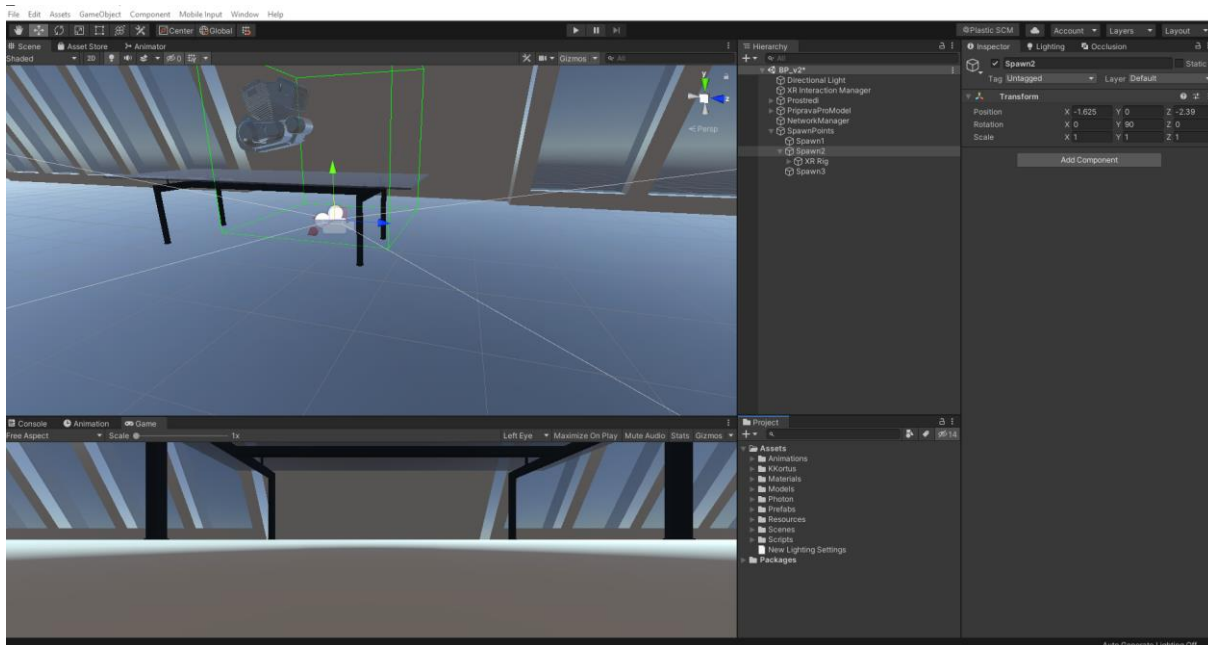 File Edit Assets GameObject Component Mobile Input Window Help
Center Global
Plastic SCM Account Layers Layout
Scene Asset Store Animator
Shaded 2D 0 Gizmos All
y
z
Persp
Hierarchy
All
BP_v2*
Directional Light
XR Interaction Manager
Prostredi
PripravaProModel
NetworkManager
SpawnPoints
Spawn1
Spawn2
XR Rig
Spawn3
Inspector Lighting Occlusion
Spawn2 Static
Tag Untagged Layer Default
Transform
Position X -1.625 Y 0 Z -2.39
Rotation X 0 Y 90 Z 0
Scale X 1 Y 1 Z 1
Add Component
Console Animation Game
Free Aspect Scale 1x Left Eye Maximize On Play Mute Audio Stats Gizmos
Project
14
Assets
Animations
KKortus
Materials
Models
Photon
Prefabs
Resources
Scenes
Scripts
New Lighting Settings
Packages
Auto Generate Lighting Off